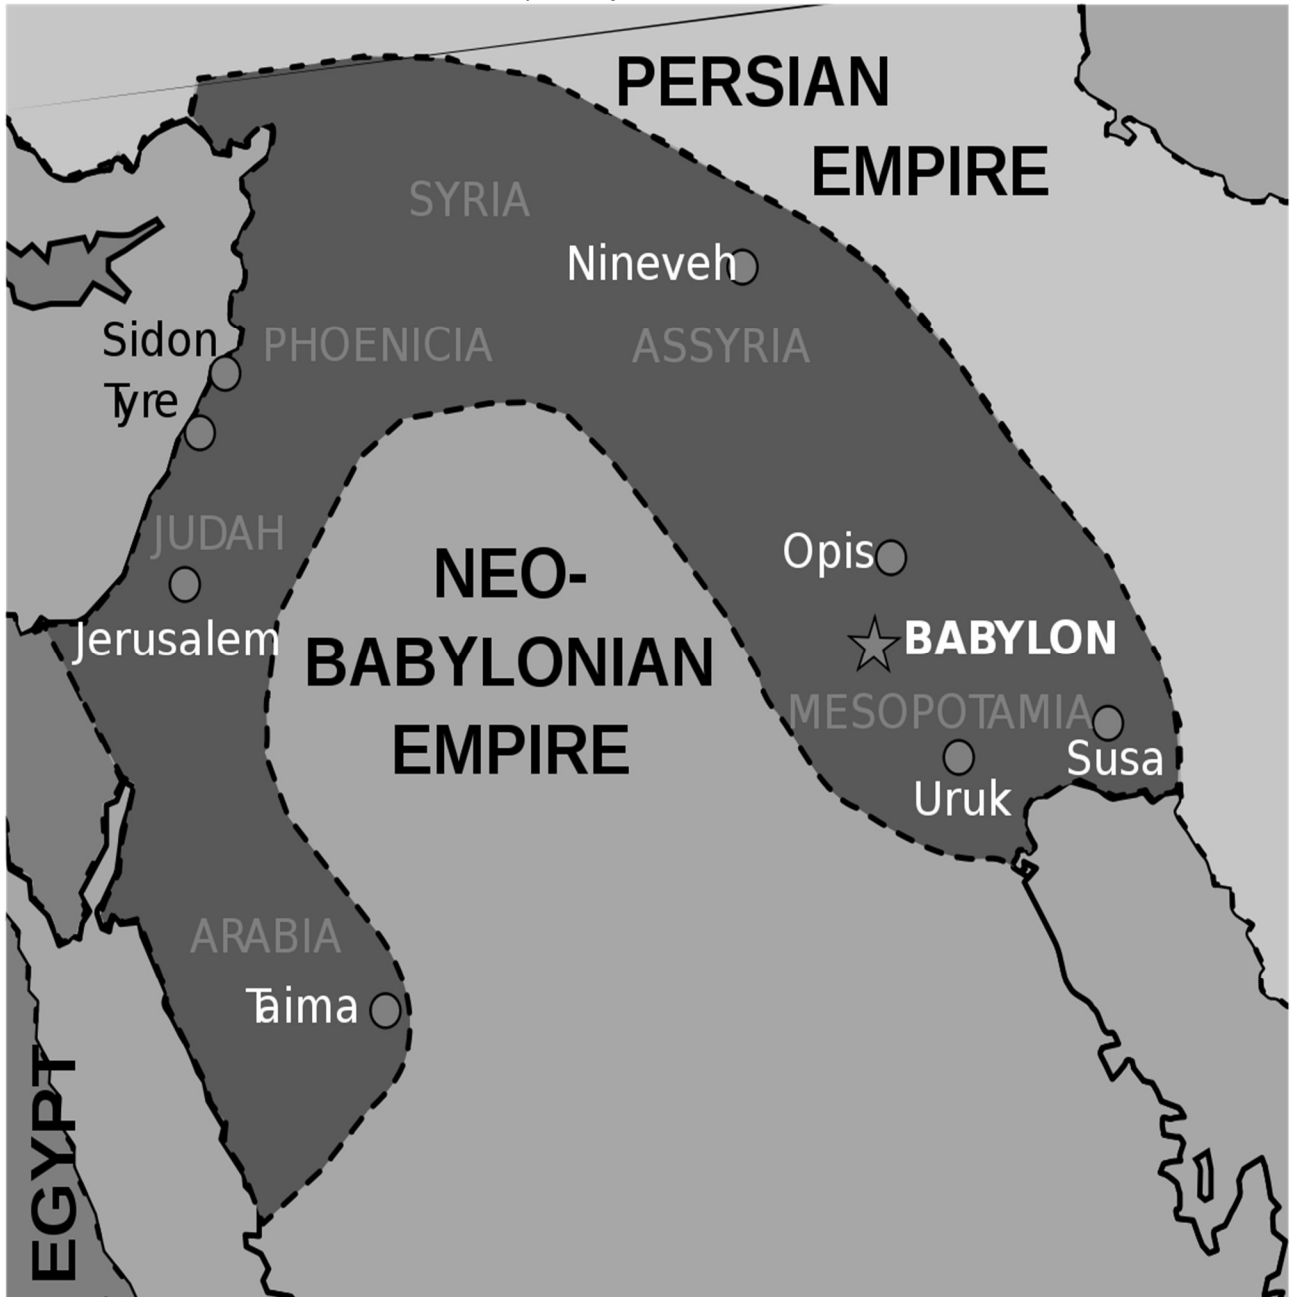 PERSIAN
EMPIRE
SYRIA
Nineveh
Sidon
PHOENICIA
ASSYRIA
Tyre
JUDAH
Opis
NEO-
BABYLONIAN
EMPIRE
Jerusalem
BABYLON
MESOPOTAMIA
Susa
Uruk
ARABIA
Taima
EGYPT